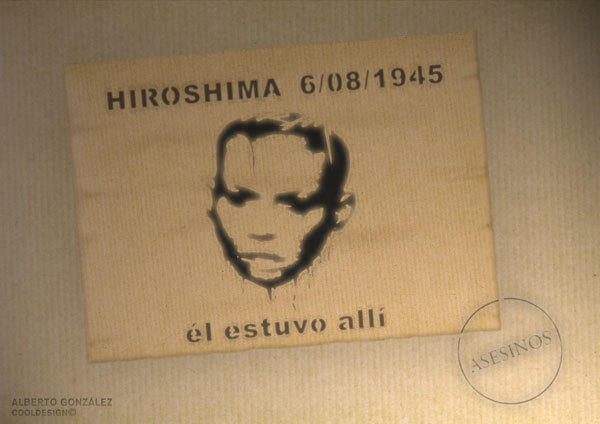 HIROSHIMA 6/08/1945
él estuvo allí
ASESINOS
ALBERTO GONZÁLEZ
COOLDESIGN©